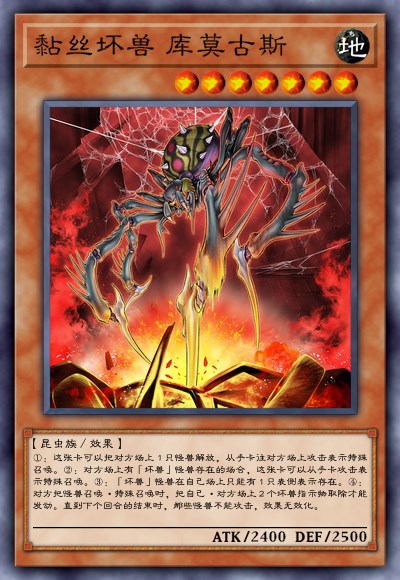 黏丝坏兽 库莫古斯
地
【昆虫族／效果】
①：这张卡可以把对方场上１只怪兽解放，从手卡往对方场上攻击表示特殊
召唤。②：对方场上有「坏兽」怪兽存在的场合，这张卡可以从手卡攻击表
示特殊召唤。③：「坏兽」怪兽在自己场上只能有１只表侧表示存在。④：
对方把怪兽召唤·特殊召唤时，把自己·对方场上２个坏兽指示物取除才能
发动。直到下个回合的结束时，那些怪兽不能攻击，效果无效化。
ATK/2400 DEF/2500